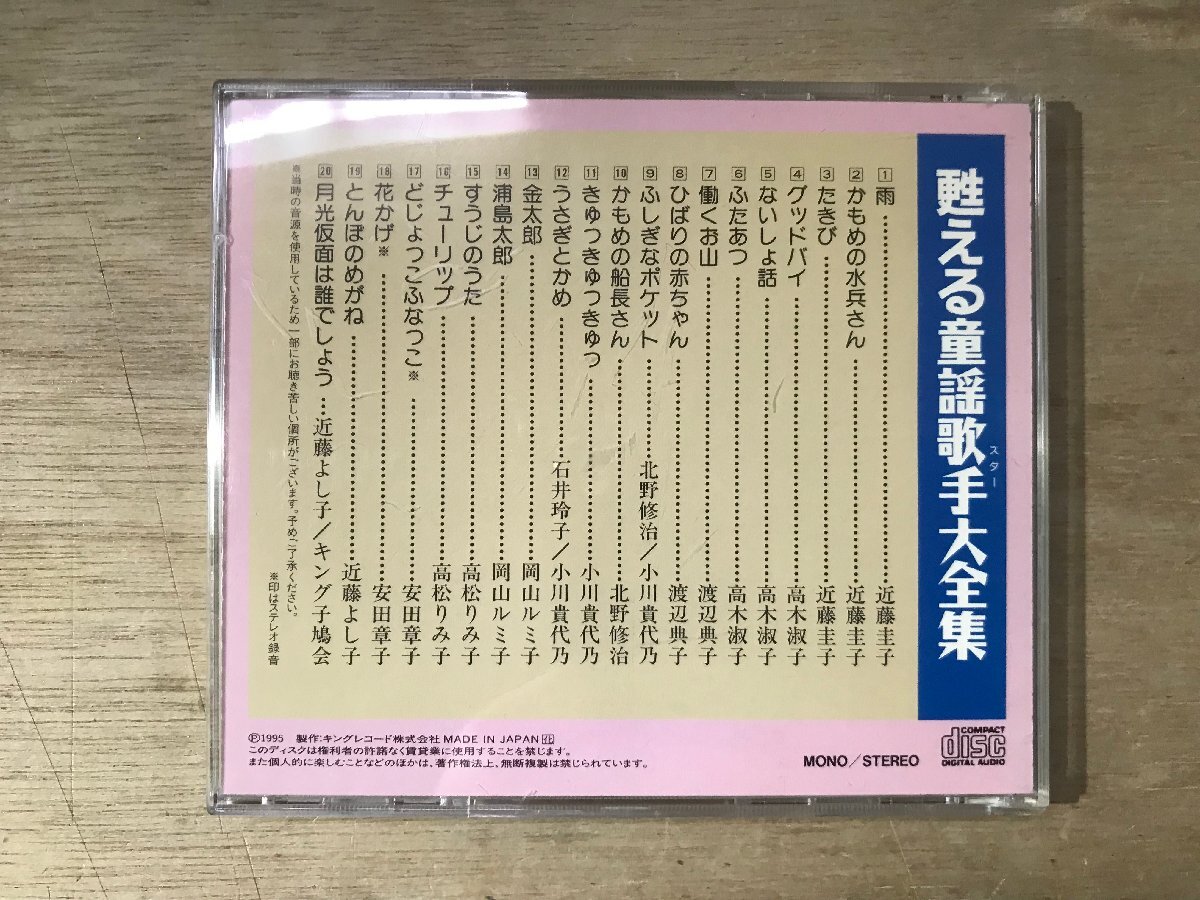 甦える童謡歌手大全集
スター
1 雨 近藤圭子
2 かもめの水兵さん 近藤圭子
3 たきび 近藤圭子
4 グッドバイ 高木淑子
5 ないしょ話 高木淑子
6 ふたあつ 高木淑子
7 働くお山 渡辺典子
8 ひばりの赤ちゃん 渡辺典子
9 ふしぎなポケット 北野修治/小川貴代乃
10 かもめの船長さん 北野修治
11 きゅっきゅっきゅっ 小川貴代乃
12 うさぎとかめ 石井玲子/小川貴代乃
13 金太郎 岡山ルミ子
14 浦島太郎 岡山ルミ子
15 すうじのうた 高松りみ子
16 チューリップ 高松りみ子
17 どじょっこふなっこ※ 安田章子
18 花かげ※ 安田章子
19 とんぼのめがね 近藤よし子
20 月光仮面は誰でしょう 近藤よし子/キング子鳩会
※当時の音源を使用しているため一部にお聴き苦しい個所がございます。予めご了承ください。
※印はステレオ録音
Ⓟ1995 製作:キングレコード株式会社 MADE IN JAPAN
このディスクは権利者の許諾なく賃貸業に使用することを禁じます。
また個人的に楽しむことなどのほかは、著作権法上、無断複製は禁じられています。
MONO/STEREO
COMPACT
disc
DIGITAL AUDIO